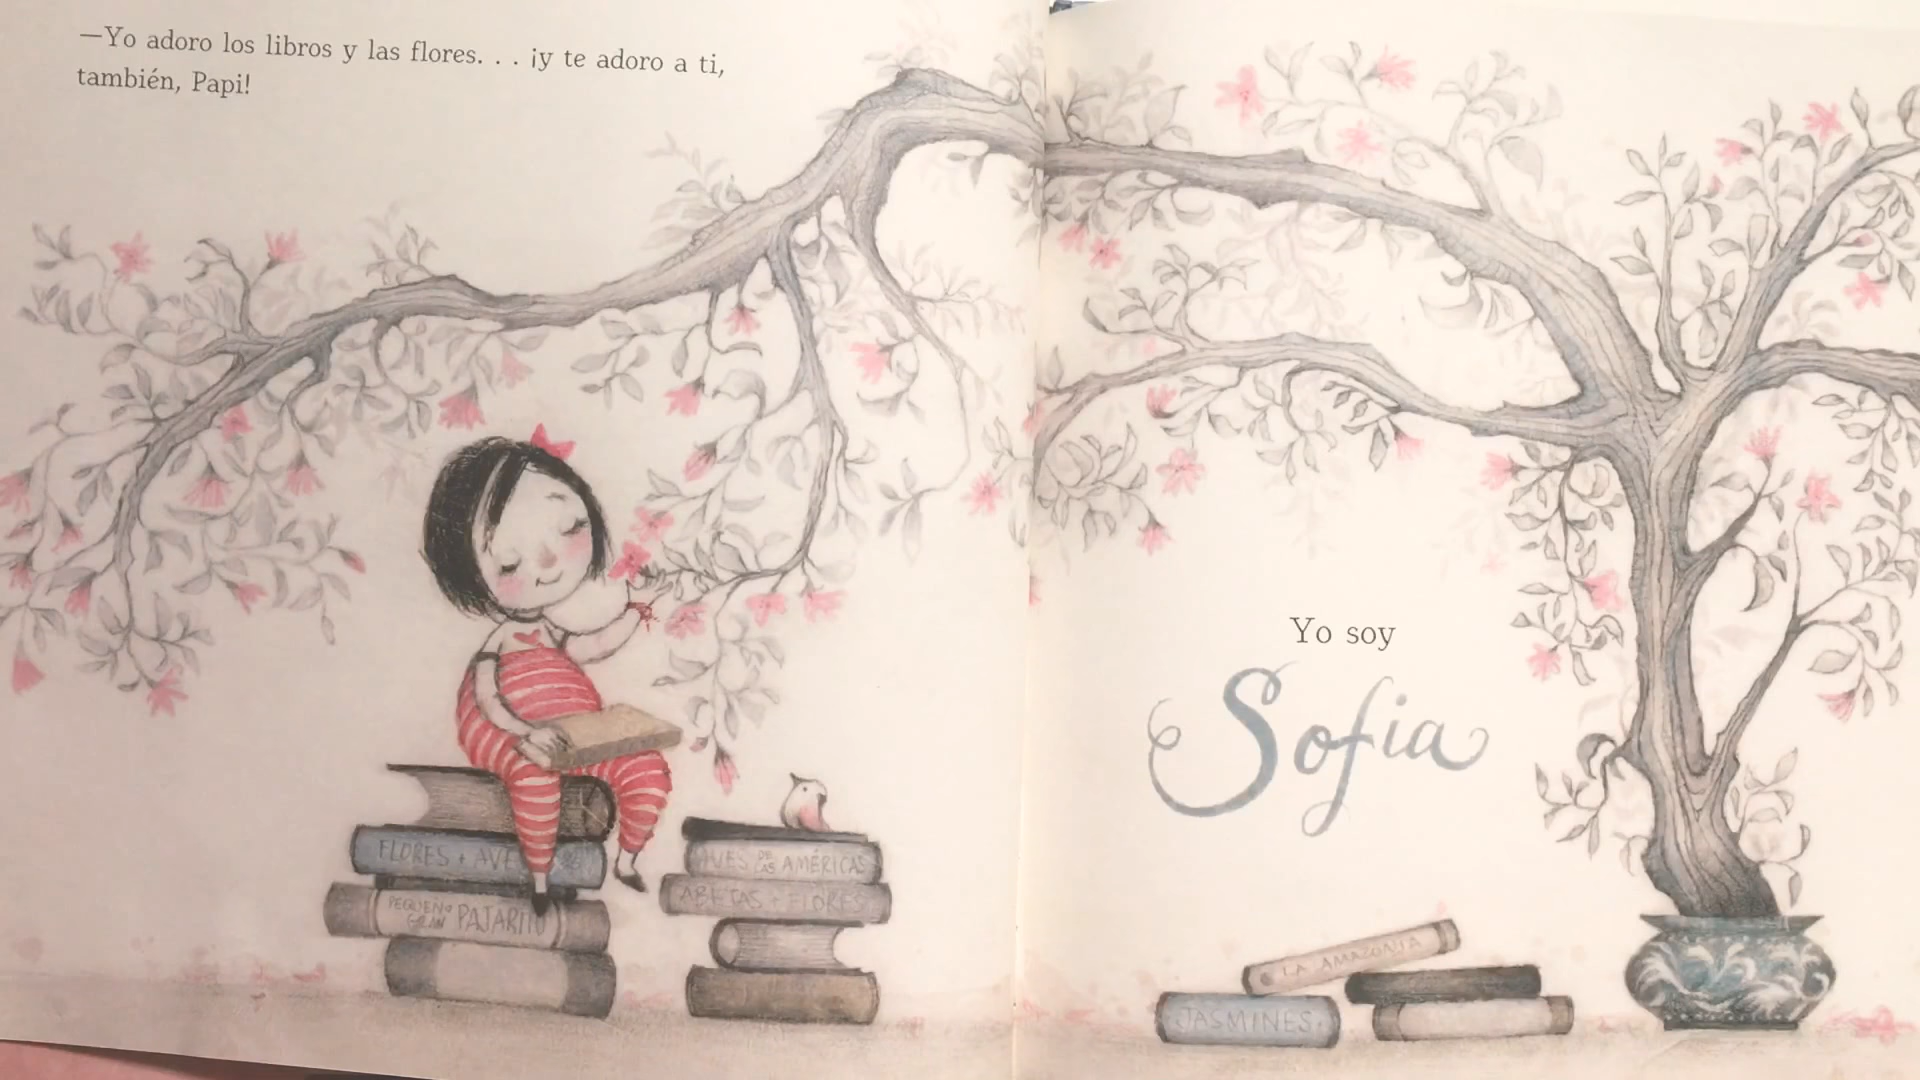 —Yo adoro los libros y las flores. . . ¡y te adoro a ti,
también, Papi!
FLORES + AVE
PEQUEÑO
GRAN PAJARITO
AVES DE LAS AMÉRICAS
ABEJAS + FLORES
Yo soy
Sofia
LA AMAZONIA
JASMINES